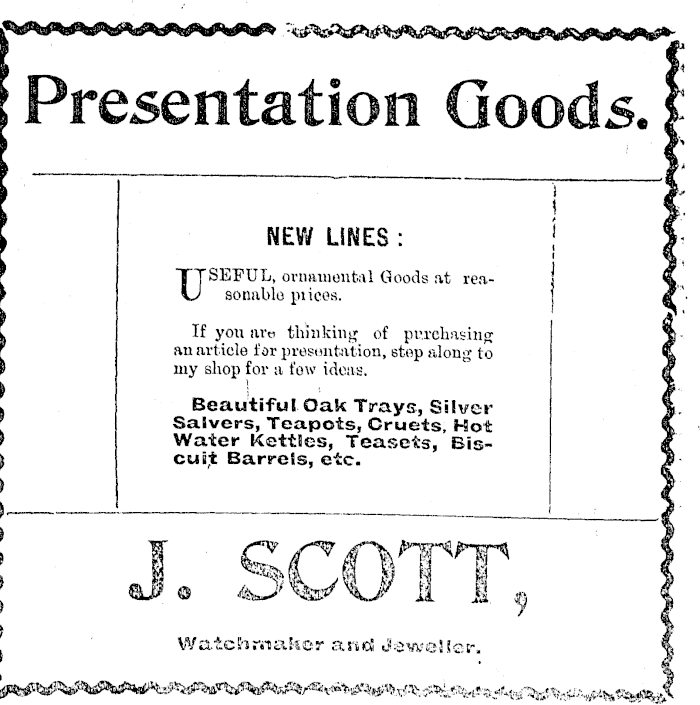 Presentation Goods.
NEW LINES :
USEFUL, ornamental Goods at rea-
sonable prices.
If you are thinking of purchasing
an article for presentation, step along to
my shop for a few ideas.
Beautiful Oak Trays, Silver
Salvers, Teapots, Cruets, Hot
Water Kettles, Teasets, Bis-
cuit Barrels, etc.
J. SCOTT,
Watchmaker and Jeweller.